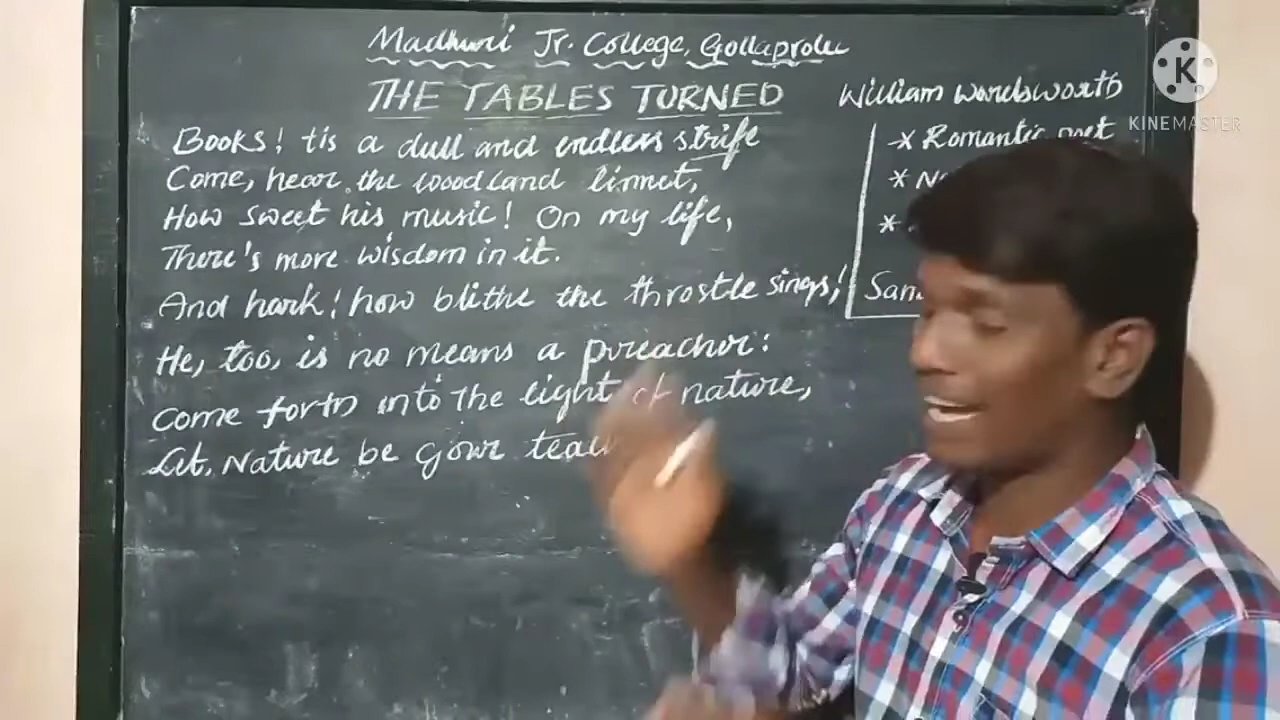 Madhuri Jr. College, Gollaprolu
THE TABLES TURNED
William Wordsworth
* Romantic poet
*
*
San
Books! tis a dull and endless strife
Come, hear the woodland linnet,
How sweet his music! On my life,
There's more wisdom in it.
And hark! how blithe the throstle sings!
He, too, is no means a preacher:
Come forth into the light of nature,
Let, Nature be your
K
KINEMASTER